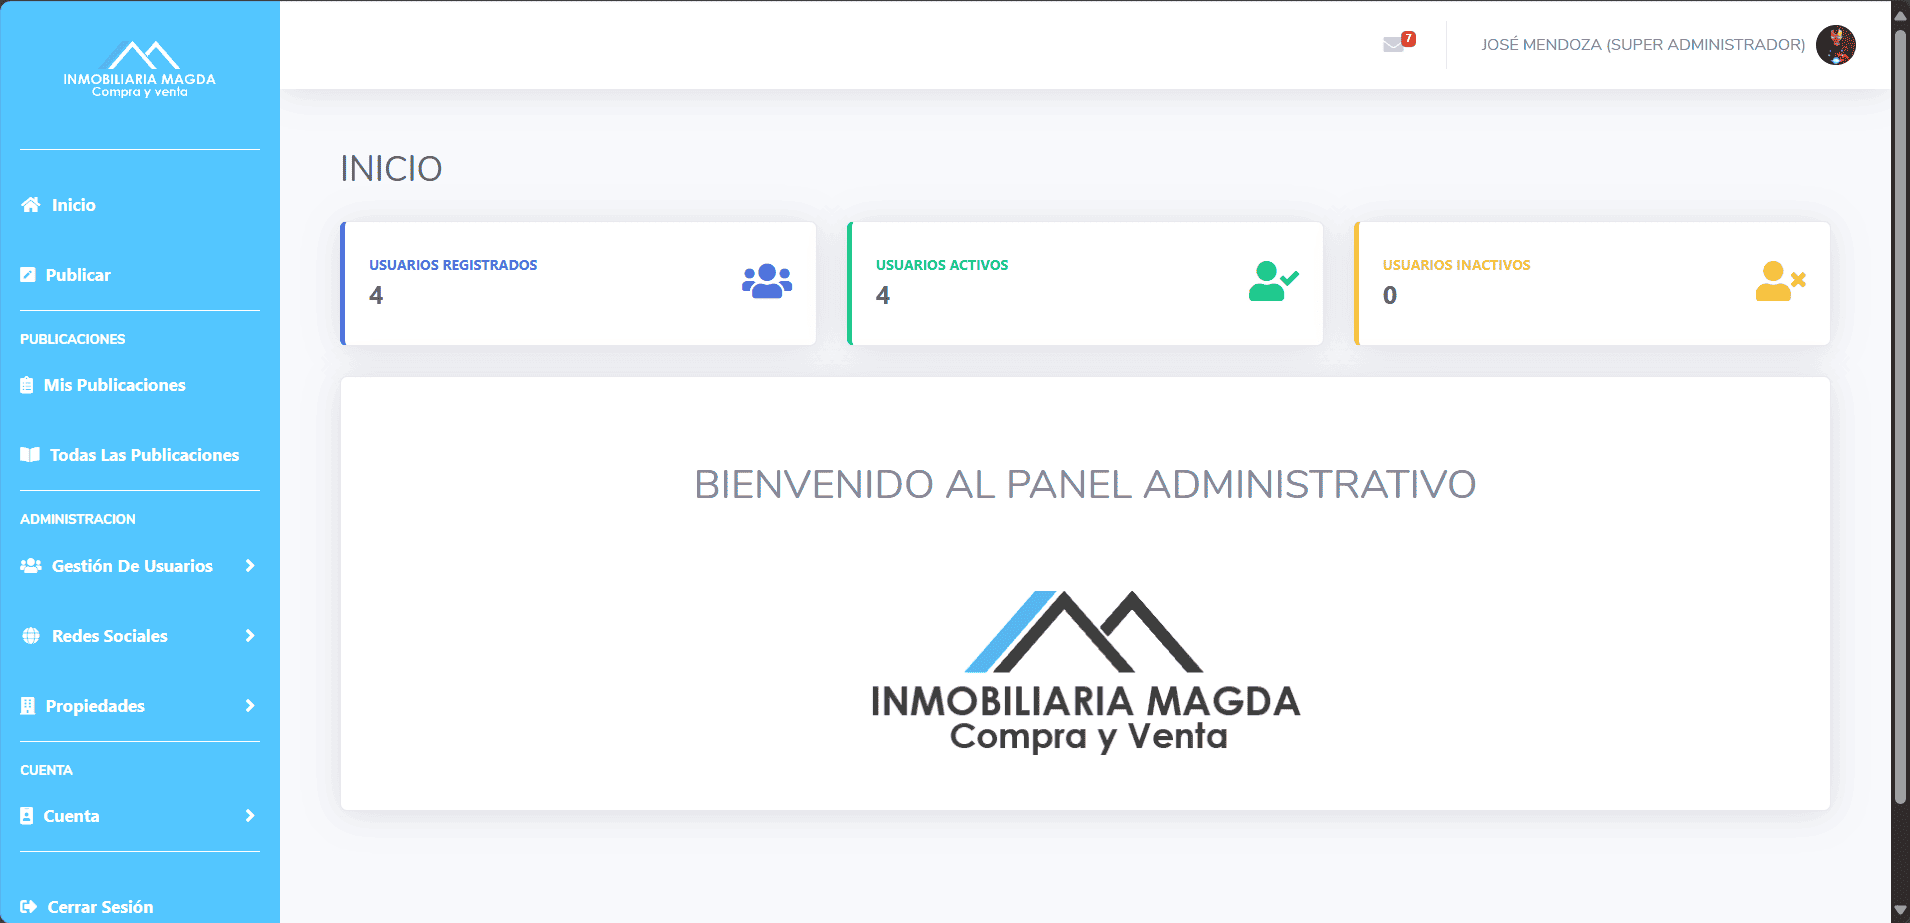 INMOBILIARIA MAGDA
Compra y venta
Inicio
Publicar
PUBLICACIONES
Mis Publicaciones
Todas Las Publicaciones
ADMINISTRACION
Gestión De Usuarios
Redes Sociales
Propiedades
CUENTA
Cuenta
Cerrar Sesión
7
JOSÉ MENDOZA (SUPER ADMINISTRADOR)
INICIO
USUARIOS REGISTRADOS
4
USUARIOS ACTIVOS
4
USUARIOS INACTIVOS
0
BIENVENIDO AL PANEL ADMINISTRATIVO
INMOBILIARIA MAGDA
Compra y Venta